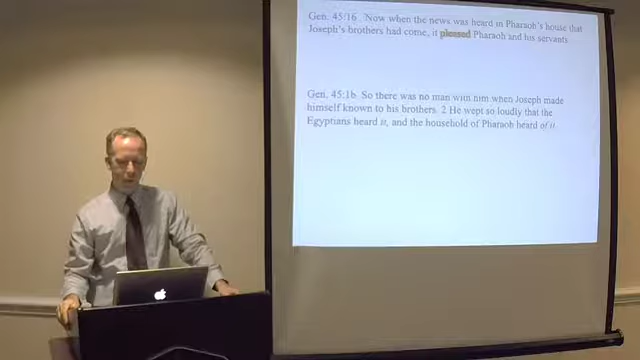 Gen. 45:16 Now when the news was heard in Pharaoh's house that
Joseph's brothers had come, it pleased Pharaoh and his servants.
Gen. 45:1b So there was no man with him when Joseph made
himself known to his brothers. 2 He wept so loudly that the
Egyptians heard it, and the household of Pharaoh heard of it.